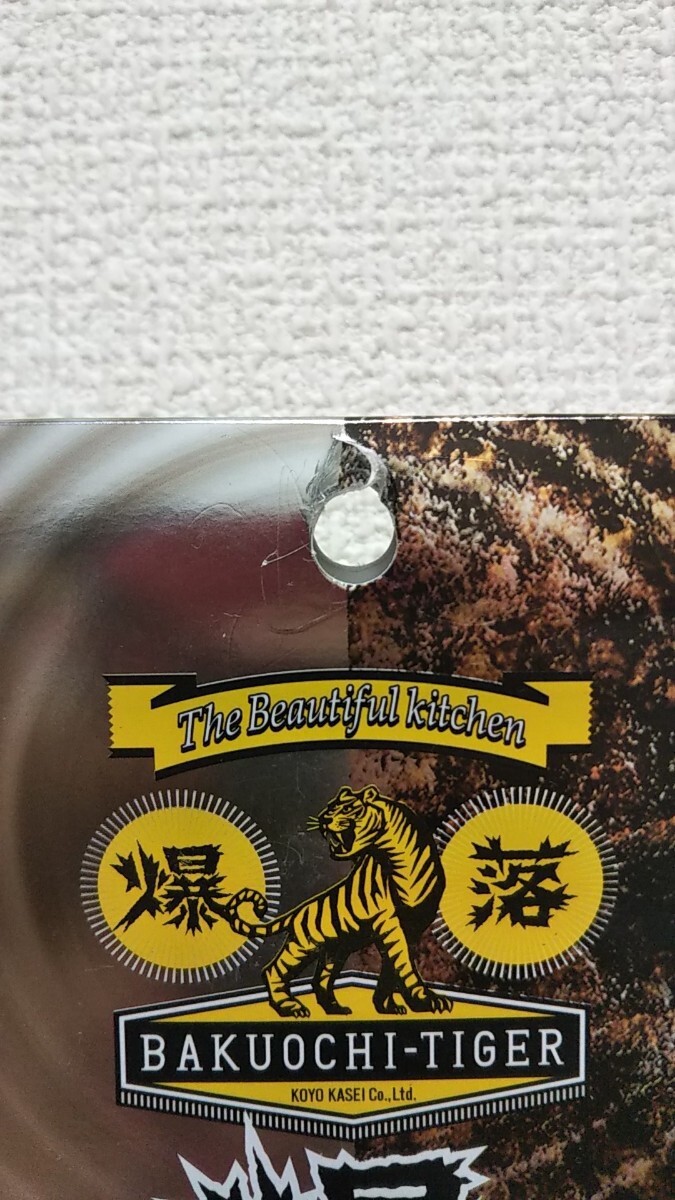 The Beautiful kitchen
爆 落
BAKUOCHI-TIGER
KOYO KASEI Co.,Ltd.